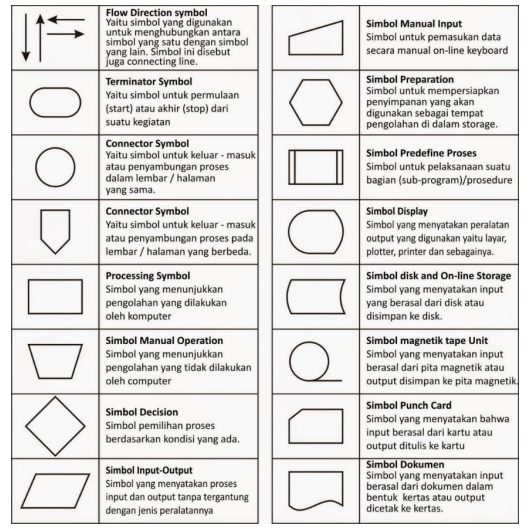 Flow Direction symbol
Yaitu simbol yang digunakan
untuk menghubungkan antara
simbol yang satu dengan simbol
yang lain. Simbol ini disebut
juga connecting line.
Terminator Symbol
Yaitu simbol untuk permulaan
(start) atau akhir (stop) dari
suatu kegiatan
Connector Symbol
Yaitu simbol untuk keluar - masuk
atau penyambungan proses
dalam lembar / halaman
yang sama.
Connector Symbol
Yaitu simbol untuk keluar - masuk
atau penyambungan proses pada
lembar / halaman yang berbeda.
Processing Symbol
Simbol yang menunjukkan
pengolahan yang dilakukan
oleh komputer
Simbol Manual Operation
Simbol yang menunjukkan
pengolahan yang tidak dilakukan
oleh computer
Simbol Decision
Simbol pemilihan proses
berdasarkan kondisi yang ada.
Simbol Input-Output
Simbol yang menyatakan proses
input dan output tanpa tergantung
dengan jenis peralatannya
Simbol Manual Input
Simbol untuk pemasukan data
secara manual on-line keyboard
Simbol Preparation
Simbol untuk mempersiapkan
penyimpanan yang akan
digunakan sebagai tempat
pengolahan di dalam storage.
Simbol Predefine Proses
Simbol untuk pelaksanaan suatu
bagian (sub-program)/prosedure
Simbol Display
Simbol yang menyatakan peralatan
output yang digunakan yaitu layar,
plotter, printer dan sebagainya.
Simbol disk and On-line Storage
Simbol yang menyatakan input
yang berasal dari disk atau
disimpan ke disk.
Simbol magnetik tape Unit
Simbol yang menyatakan input
berasal dari pita magnetik atau
output disimpan ke pita magnetik.
Simbol Punch Card
Simbol yang menyatakan bahwa
input berasal dari kartu atau
output ditulis ke kartu
Simbol Dokumen
Simbol yang menyatakan input
berasal dari dokumen dalam
bentuk kertas atau output
dicetak ke kertas.